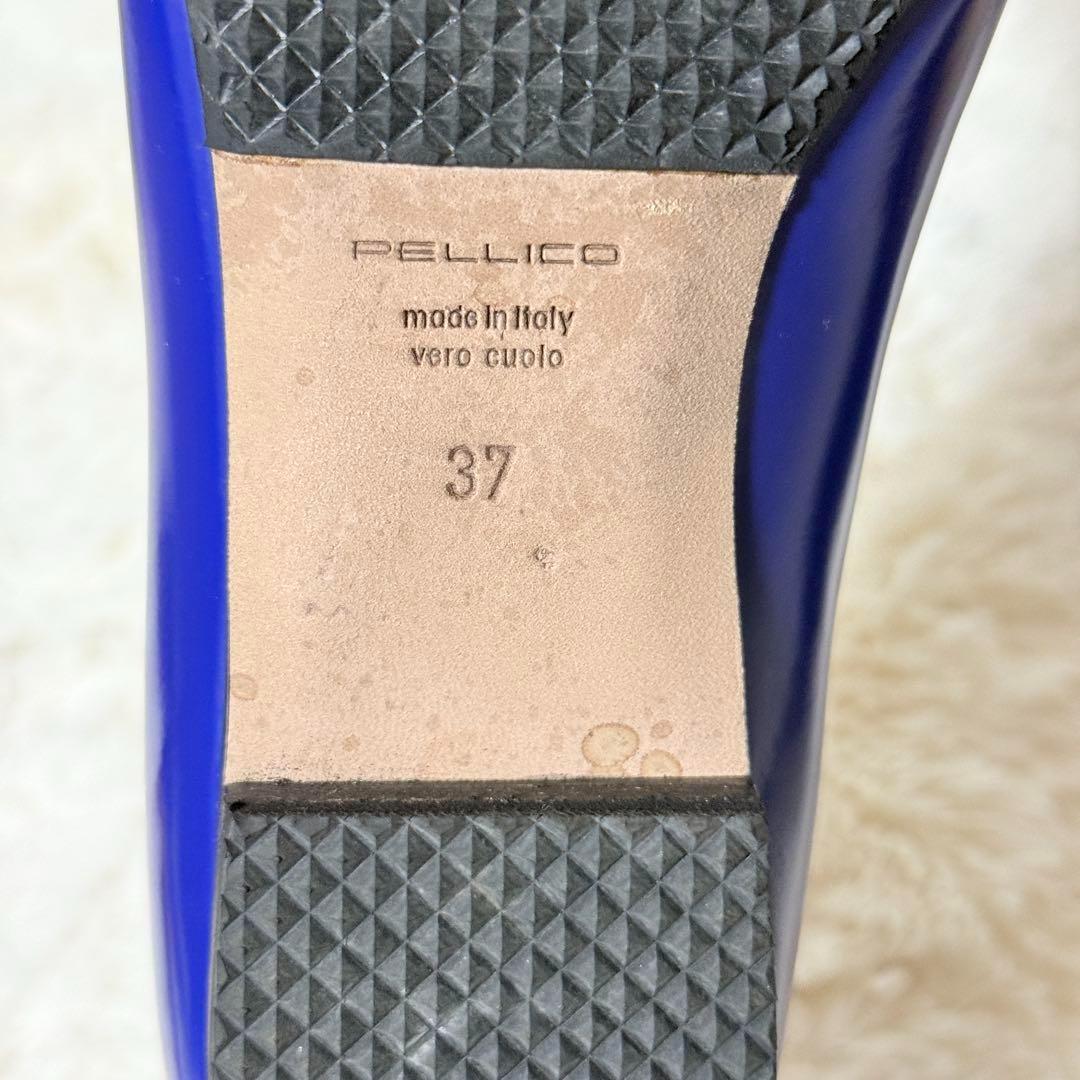 PELLICO
made in Italy
vero cuoio
37